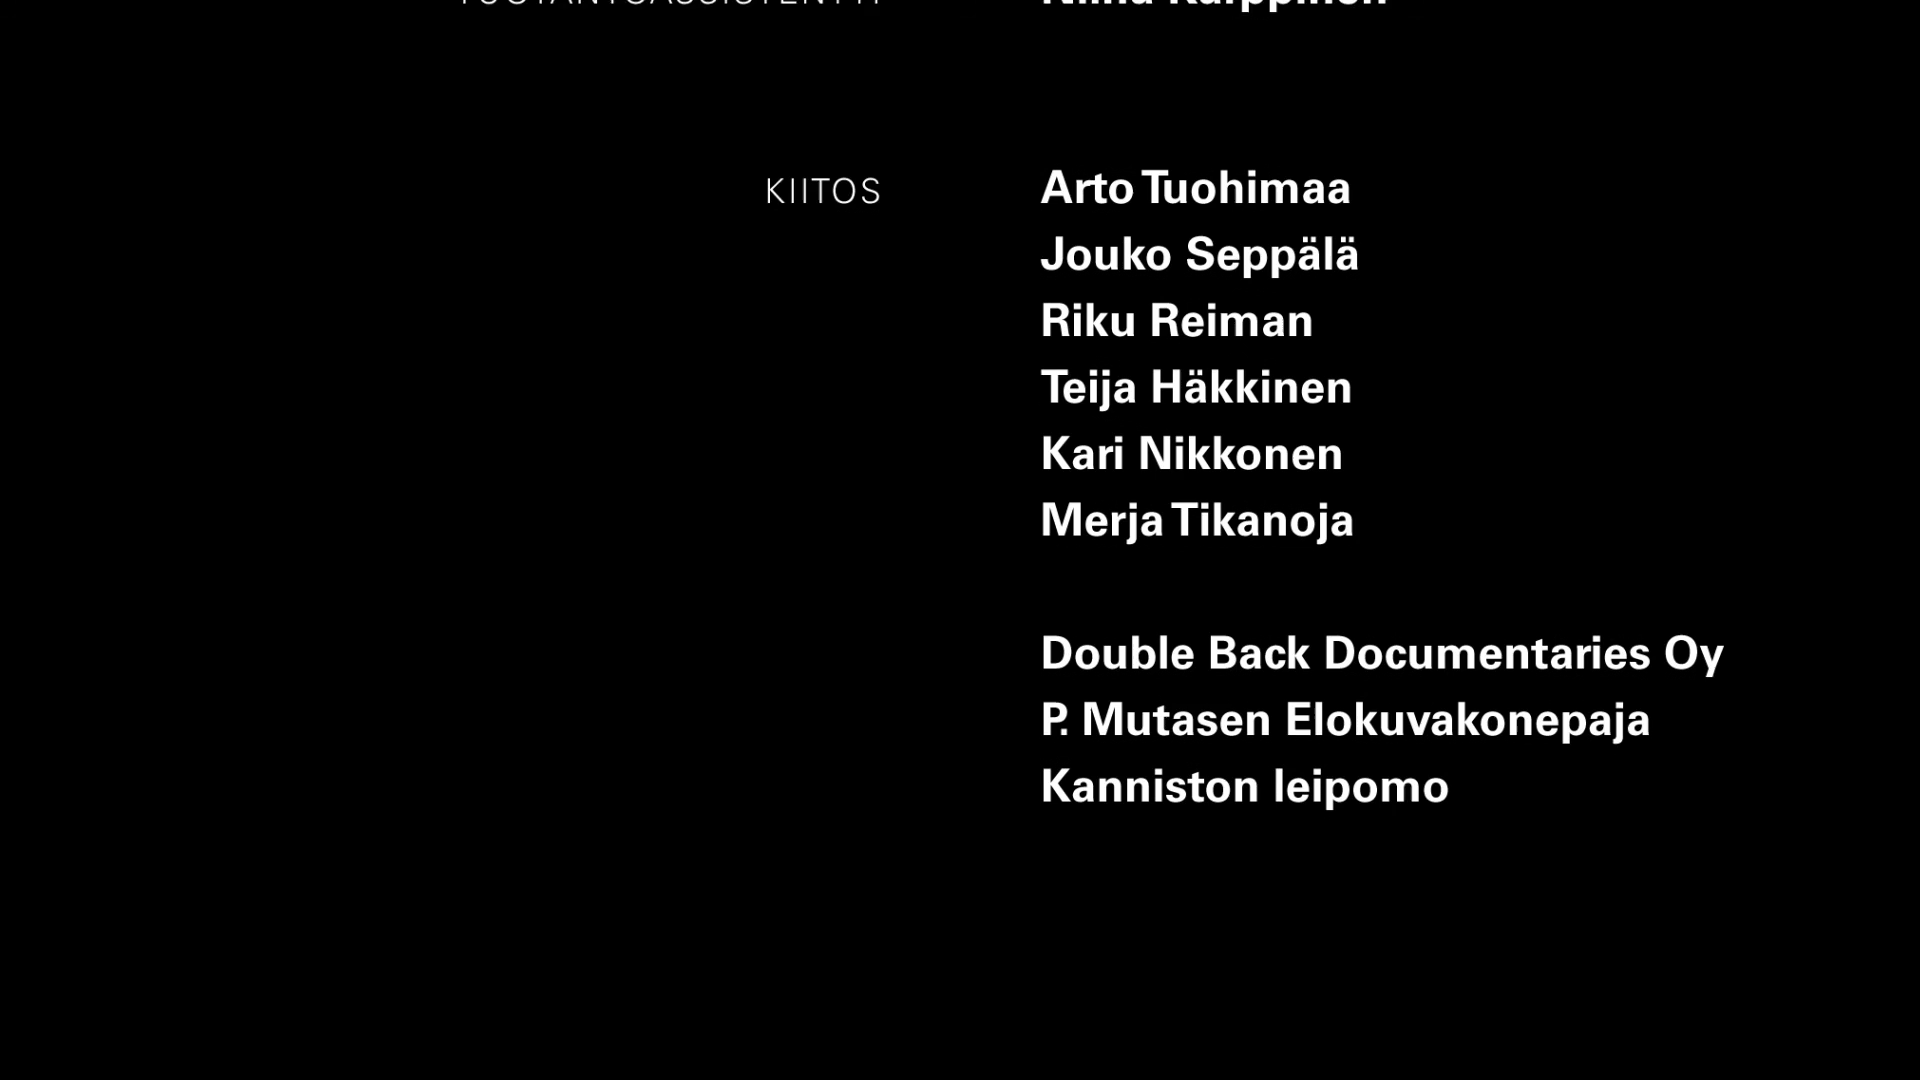 TUOTANTOASSISTENTTI
KIITOS Arto Tuohimaa
Jouko Seppälä
Riku Reiman
Teija Häkkinen
Kari Nikkonen
Merja Tikanoja
Double Back Documentaries Oy
P. Mutasen Elokuvakonepaja
Kanniston leipomo